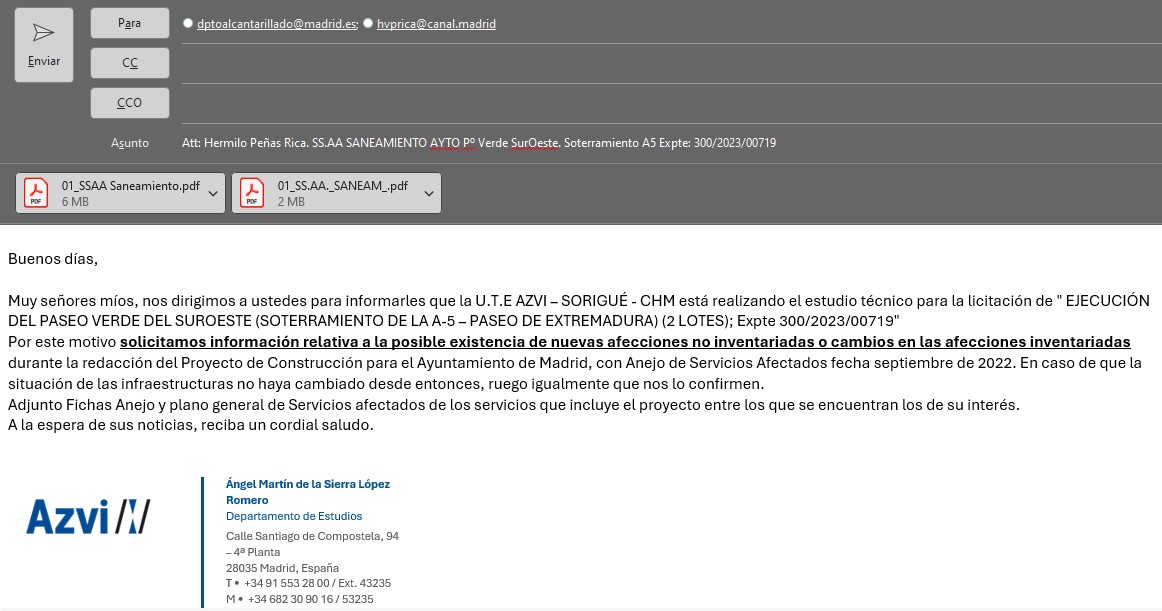 Enviar
Para
dptoalcantarillado@madrid.es; hvprica@canal.madrid
CC
CCO
Asunto
Att: Hermilo Peñas Rica. SS.AA SANEAMIENTO AYTO Pº Verde SurOeste. Soterramiento A5 Expte: 300/2023/00719
01_SSAA Saneamiento.pdf
6 MB
01_SS.AA._SANEAM_.pdf
2 MB
Buenos días,
Muy señores míos, nos dirigimos a ustedes para informarles que la U.T.E AZVI – SORIGUÉ - CHM está realizando el estudio técnico para la licitación de " EJECUCIÓN
DEL PASEO VERDE DEL SUROESTE (SOTERRAMIENTO DE LA A-5 – PASEO DE EXTREMADURA) (2 LOTES); Expte 300/2023/00719"
Por este motivo solicitamos información relativa a la posible existencia de nuevas afecciones no inventariadas o cambios en las afecciones inventariadas
durante la redacción del Proyecto de Construcción para el Ayuntamiento de Madrid, con Anejo de Servicios Afectados fecha septiembre de 2022. En caso de que la
situación de las infraestructuras no haya cambiado desde entonces, ruego igualmente que nos lo confirmen.
Adjunto Fichas Anejo y plano general de Servicios afectados de los servicios que incluye el proyecto entre los que se encuentran los de su interés.
A la espera de sus noticias, reciba un cordial saludo.
Azvi
Ángel Martín de la Sierra López
Romero
Departamento de Estudios
Calle Santiago de Compostela, 94
– 4ª Planta
28035 Madrid, España
T • +34 91 553 28 00 / Ext. 43235
M • +34 682 30 90 16 / 53235
PDF
PDF